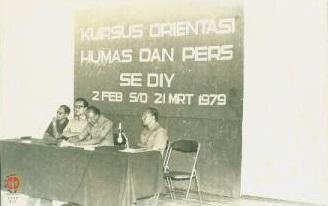 KURSUS ORIENTASI
HUMAS DAN PERS
SE DIY
2 FEB S/D 21 MRT 1979